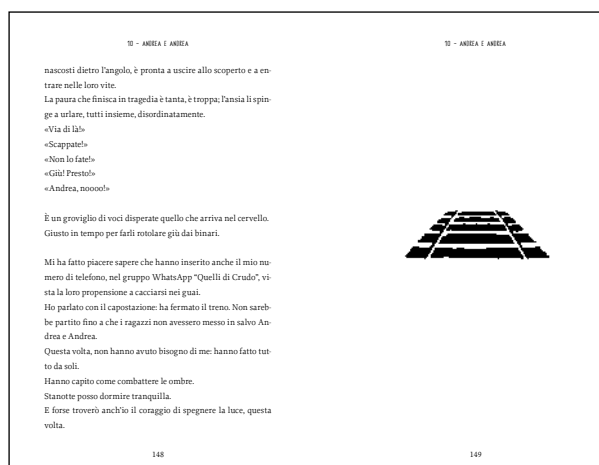 10 - ANDREA E ANDREA
nascosti dietro l'angolo, è pronta a uscire allo scoperto e a en-
trare nelle loro vite.
La paura che finisca in tragedia è tanta, è troppa; l'ansia li spin-
ge a urlare, tutti insieme, disordinatamente.
«Via di là!»
«Scappate!»
«Non lo fate!»
«Giù! Presto!»
«Andrea, noooo!»
È un groviglio di voci disperate quello che arriva nel cervello.
Giusto in tempo per farli rotolare giù dai binari.
Mi ha fatto piacere sapere che hanno inserito anche il mio nu-
mero di telefono, nel gruppo WhatsApp "Quelli di Crudo", vi-
sta la loro propensione a cacciarsi nei guai.
Ho parlato con il capostazione: ha fermato il treno. Non sareb-
be partito fino a che i ragazzi non avessero messo in salvo An-
drea e Andrea.
Questa volta, non hanno avuto bisogno di me: hanno fatto tut-
to da soli.
Hanno capito come combattere le ombre.
Stanotte posso dormire tranquilla.
E forse troverò anch'io il coraggio di spegnere la luce, questa
volta.
148
10 - ANDREA E ANDREA
149